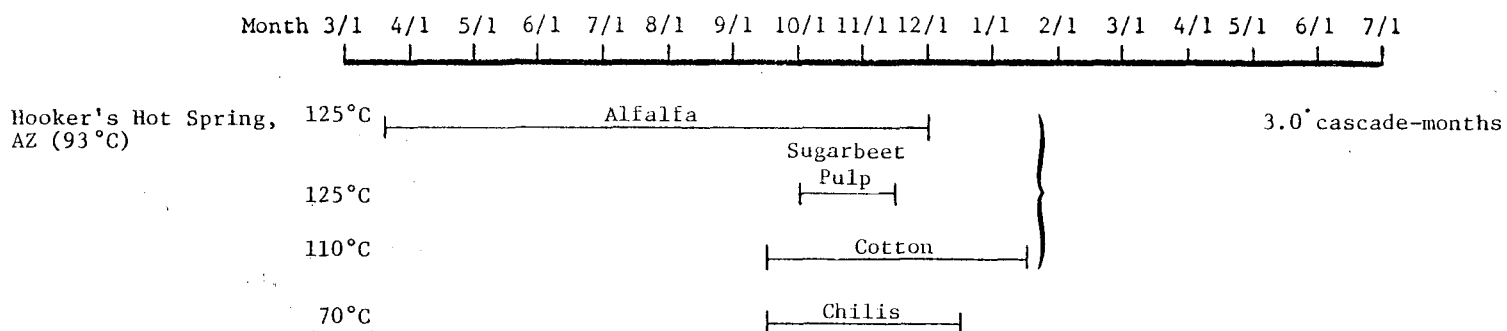 Month 3/1 4/1 5/1 6/1 7/1 8/1 9/1 10/1 11/1 12/1 1/1 2/1 3/1 4/1 5/1 6/1 7/1
Hooker's Hot Spring, 125°C Alfalfa 3.0 cascade-months
AZ (93°C)
Sugarbeet
125°C Pulp
110°C Cotton
70°C Chilis